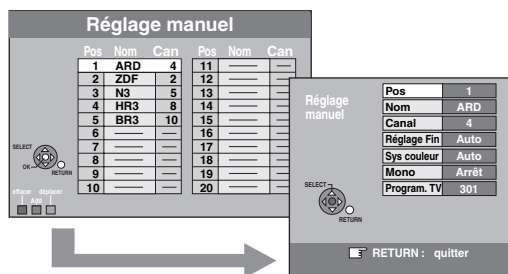 Réglage manuel
Pos Nom Can Pos Nom Can
1 ARD 4 11 — —
2 ZDF 2 12 — —
3 N3 5 13 — —
4 HR3 8 14 — —
5 BR3 10 15 — —
6 — — 16 — —
7 — — 17 — —
8 — — 18 — —
9 — — 19 — —
10 — — 20 — —
SELECT
OK
RETURN
effacer déplacer
Add
Réglage
manuel
Pos 1
Nom ARD
Canal 4
Réglage Fin Auto
Sys couleur Auto
Mono Arrêt
Program. TV 301
SELECT
RETURN
RETURN : quitter